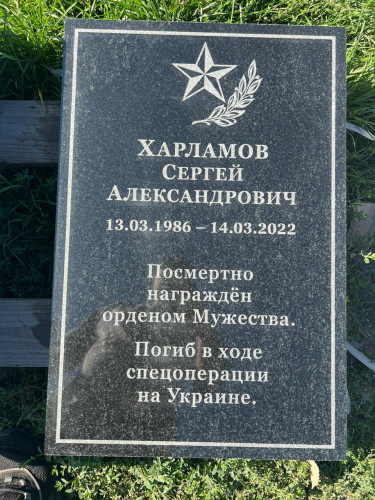 ХАРЛАМОВ
СЕРГЕЙ
АЛЕКСАНДРОВИЧ
13.03.1986 – 14.03.2022
Посмертно
награждён
орденом Мужества.
Погиб в ходе
спецоперации
на Украине.